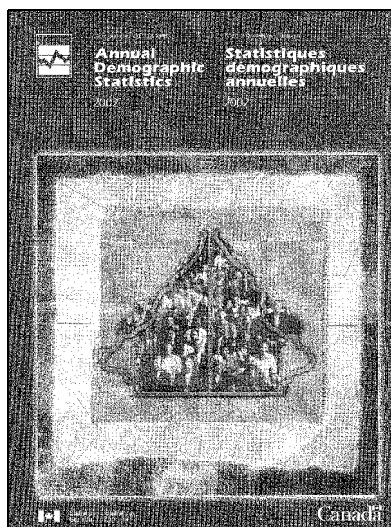 Annual
Demographic
Statistics
2002
Statistiques
démographiques
annuelles
2002
Canada